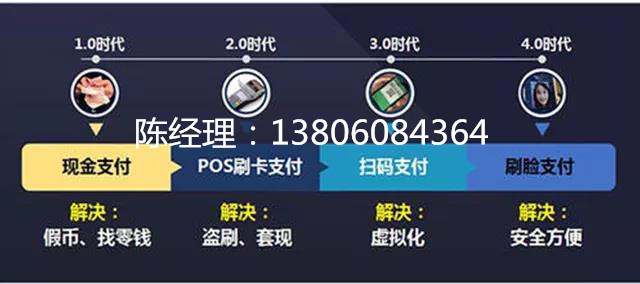 1.0时代 2.0时代 3.0时代 4.0时代
陈经理：13806084364
现金支付 POS刷卡支付 扫码支付 刷脸支付
解决： 解决： 解决： 解决：
假币、找零钱 盗刷、套现 虚拟化 安全方便